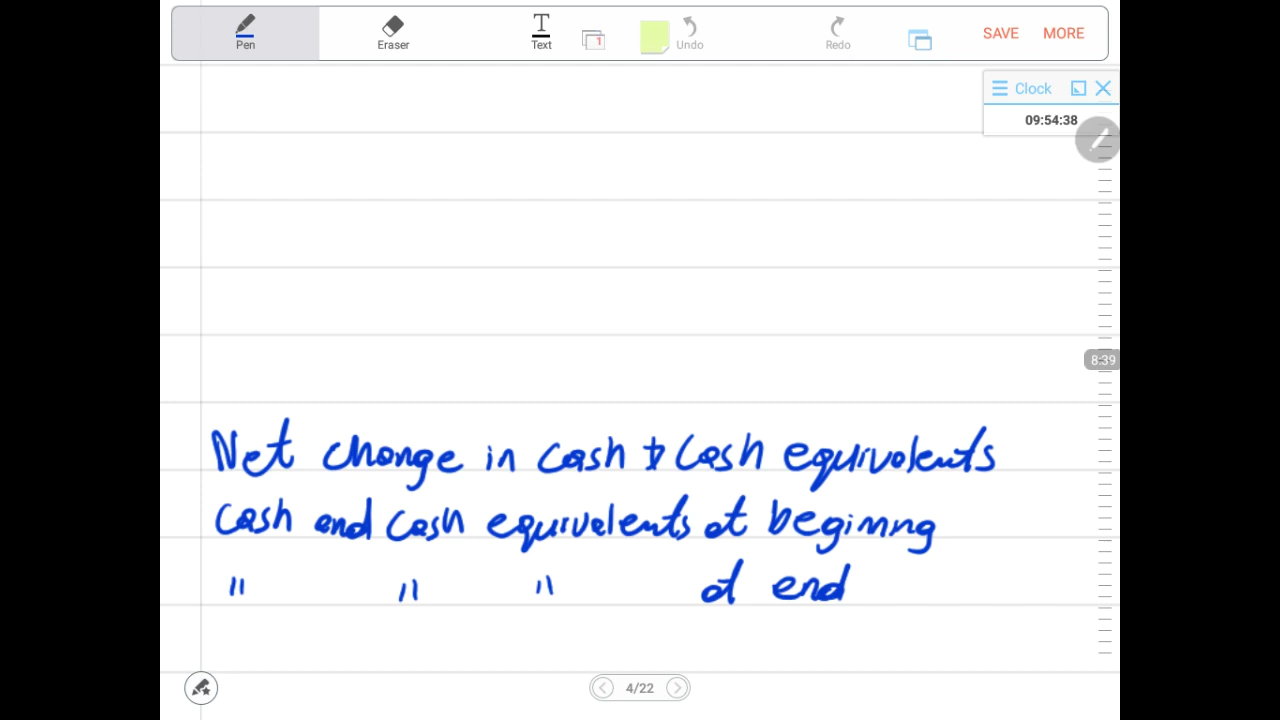 Pen
Eraser
T
Text
1
Undo
Redo
SAVE
MORE
Clock
09:54:38
8:39
Net change in cash & Cash equivalents
Cash and cash equivalents at begining
" " " at end
4/22